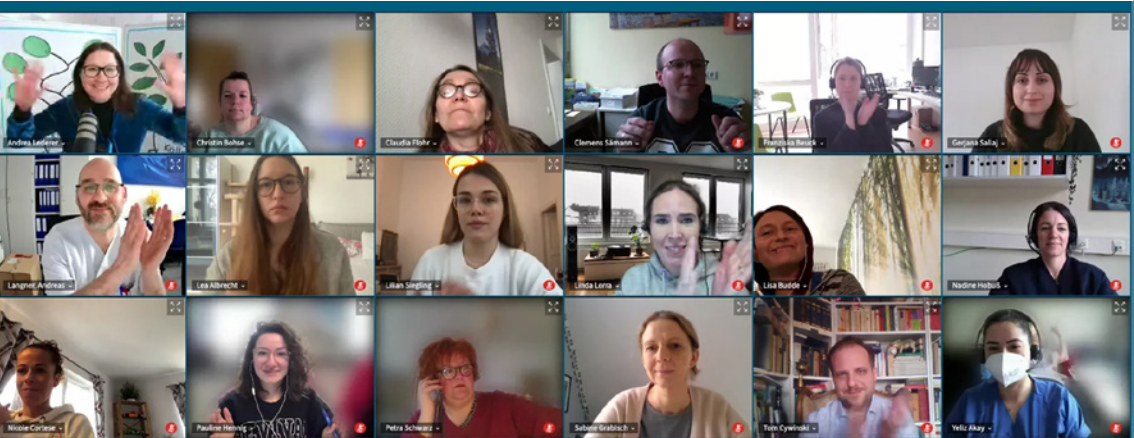 Andrea Lederer
Christin Bohse
Claudia Flohr
Clemens Sämann
Franziska Beuck
Gerjana Sallaj
Langner, Andreas
Lea Albrecht
Lilian Siegling
Linda Lorra
Lisa Budde
Nadine Hobuß
Nicole Cortese
Pauline Hennig
Petra Schwarz
Sabine Grabisch
Tom Cywinski
Yeliz Akay